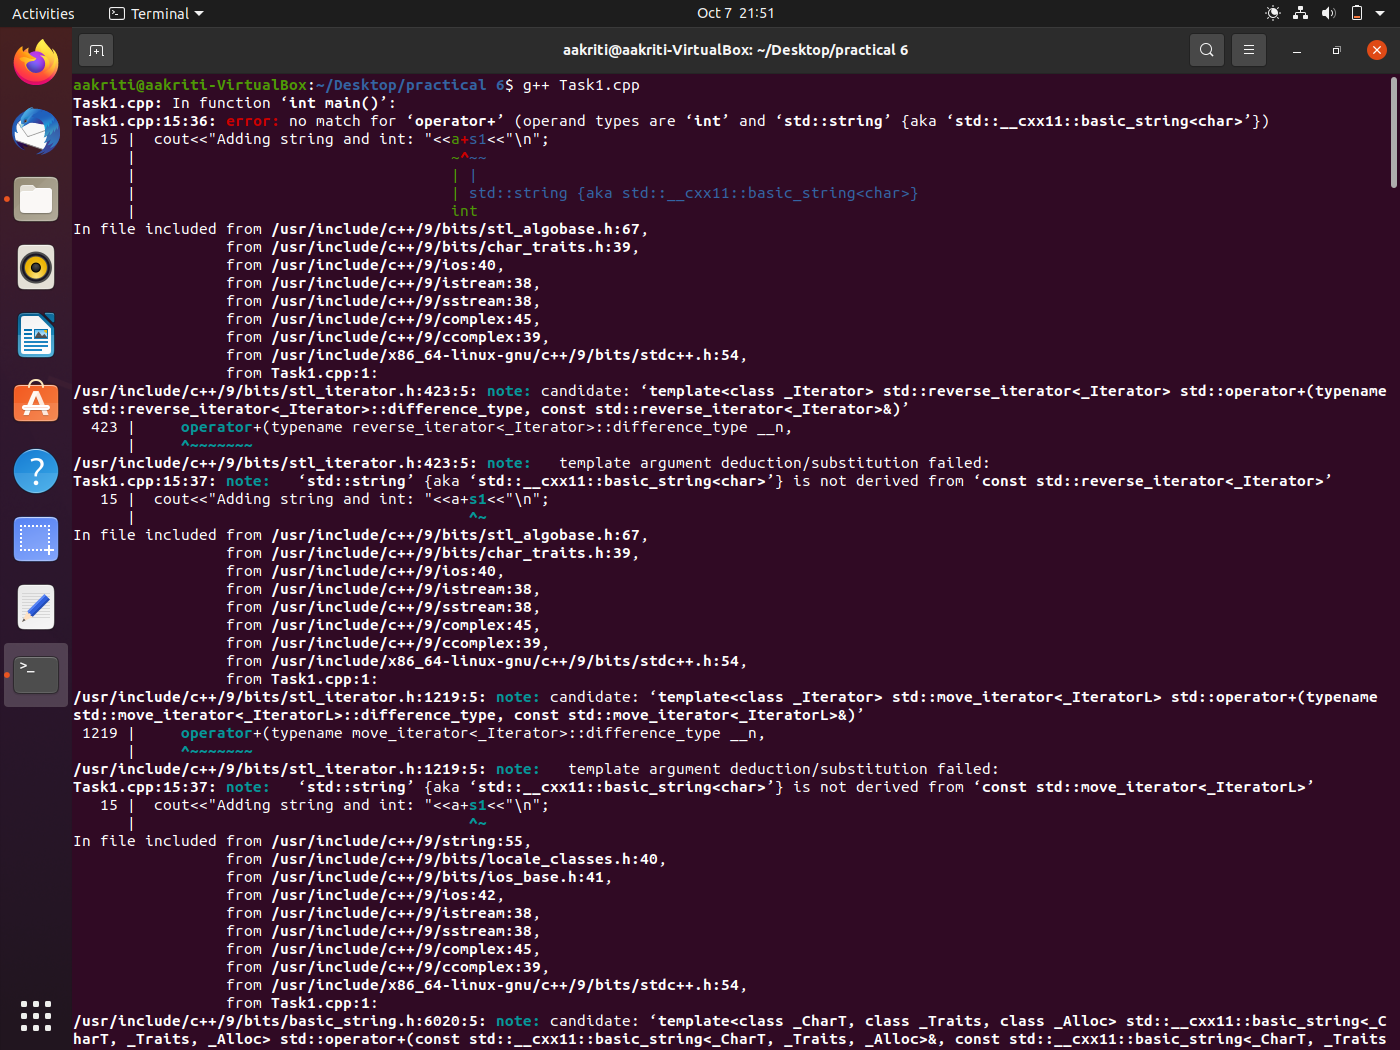 Activities
Terminal
Oct 7 21:51
aakriti@aakriti-VirtualBox: ~/Desktop/practical 6
aakriti@aakriti-VirtualBox:~/Desktop/practical 6$ g++ Task1.cpp
Task1.cpp: In function ‘int main()’:
Task1.cpp:15:36: error: no match for ‘operator+’ (operand types are ‘int’ and ‘std::string’ {aka ‘std::__cxx11::basic_string<char>’})
   15 |  cout<<"Adding string and int: "<<a+s1<<"\n";
      |                                   ~^~~
      |                                   | |
      |                                   | std::string {aka std::__cxx11::basic_string<char>}
      |                                   int
In file included from /usr/include/c++/9/bits/stl_algobase.h:67,
                 from /usr/include/c++/9/bits/char_traits.h:39,
                 from /usr/include/c++/9/ios:40,
                 from /usr/include/c++/9/istream:38,
                 from /usr/include/c++/9/sstream:38,
                 from /usr/include/c++/9/complex:45,
                 from /usr/include/c++/9/ccomplex:39,
                 from /usr/include/x86_64-linux-gnu/c++/9/bits/stdc++.h:54,
                 from Task1.cpp:1:
/usr/include/c++/9/bits/stl_iterator.h:423:5: note: candidate: ‘template<class _Iterator> std::reverse_iterator<_Iterator> std::operator+(typename
 std::reverse_iterator<_Iterator>::difference_type, const std::reverse_iterator<_Iterator>&)’
  423 |     operator+(typename reverse_iterator<_Iterator>::difference_type __n,
      |     ^~~~~~~~
/usr/include/c++/9/bits/stl_iterator.h:423:5: note:   template argument deduction/substitution failed:
Task1.cpp:15:37: note:   ‘std::string’ {aka ‘std::__cxx11::basic_string<char>’} is not derived from ‘const std::reverse_iterator<_Iterator>’
   15 |  cout<<"Adding string and int: "<<a+s1<<"\n";
      |                                     ^~
In file included from /usr/include/c++/9/bits/stl_algobase.h:67,
                 from /usr/include/c++/9/bits/char_traits.h:39,
                 from /usr/include/c++/9/ios:40,
                 from /usr/include/c++/9/istream:38,
                 from /usr/include/c++/9/sstream:38,
                 from /usr/include/c++/9/complex:45,
                 from /usr/include/c++/9/ccomplex:39,
                 from /usr/include/x86_64-linux-gnu/c++/9/bits/stdc++.h:54,
                 from Task1.cpp:1:
/usr/include/c++/9/bits/stl_iterator.h:1219:5: note: candidate: ‘template<class _Iterator> std::move_iterator<_IteratorL> std::operator+(typename
std::move_iterator<_IteratorL>::difference_type, const std::move_iterator<_IteratorL>&)’
 1219 |     operator+(typename move_iterator<_Iterator>::difference_type __n,
      |     ^~~~~~~~
/usr/include/c++/9/bits/stl_iterator.h:1219:5: note:   template argument deduction/substitution failed:
Task1.cpp:15:37: note:   ‘std::string’ {aka ‘std::__cxx11::basic_string<char>’} is not derived from ‘const std::move_iterator<_IteratorL>’
   15 |  cout<<"Adding string and int: "<<a+s1<<"\n";
      |                                     ^~
In file included from /usr/include/c++/9/string:55,
                 from /usr/include/c++/9/bits/locale_classes.h:40,
                 from /usr/include/c++/9/bits/ios_base.h:41,
                 from /usr/include/c++/9/ios:42,
                 from /usr/include/c++/9/istream:38,
                 from /usr/include/c++/9/sstream:38,
                 from /usr/include/c++/9/complex:45,
                 from /usr/include/c++/9/ccomplex:39,
                 from /usr/include/x86_64-linux-gnu/c++/9/bits/stdc++.h:54,
                 from Task1.cpp:1:
/usr/include/c++/9/bits/basic_string.h:6020:5: note: candidate: ‘template<class _CharT, class _Traits, class _Alloc> std::__cxx11::basic_string<_C
harT, _Traits, _Alloc> std::operator+(const std::__cxx11::basic_string<_CharT, _Traits, _Alloc>&, const std::__cxx11::basic_string<_CharT, _Traits